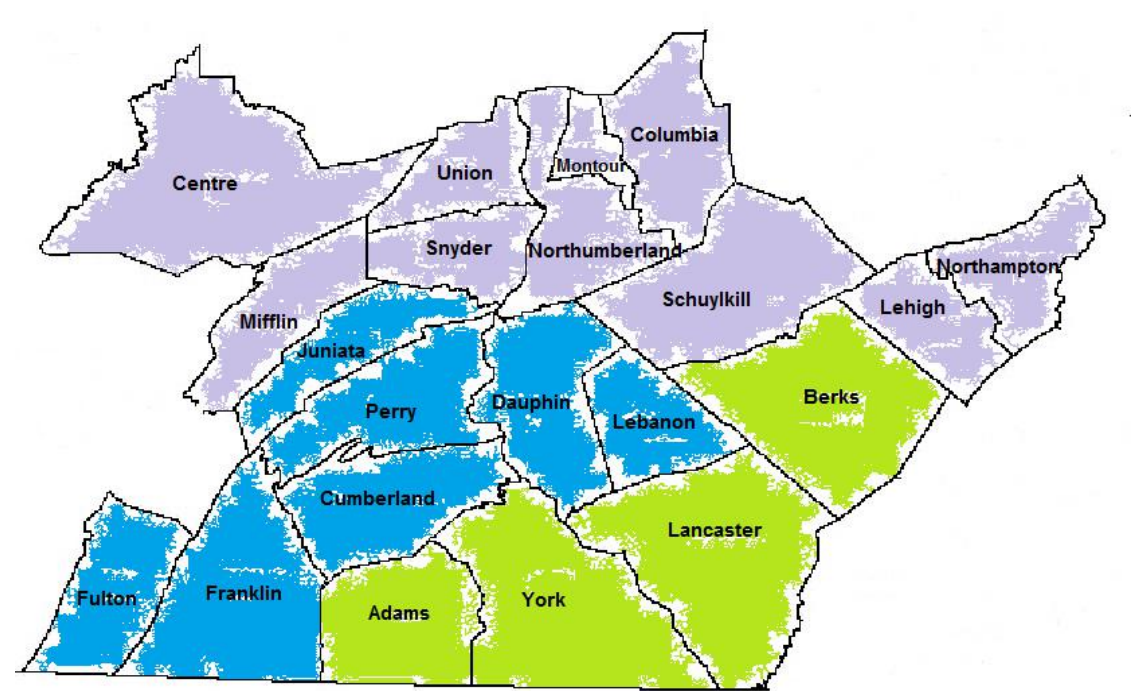 Columbia
Montour
Union
Centre
Snyder
Northumberland
Northampton
Schuylkill
Lehigh
Mifflin
Juniata
Berks
Perry
Dauphin
Lebanon
Cumberland
Lancaster
Franklin
Fulton
York
Adams